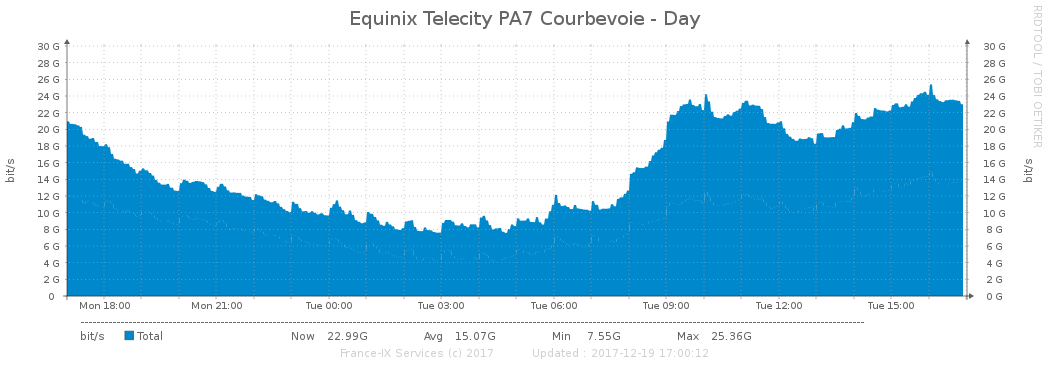 Equinix Telecity PA7 Courbevoie - Day
RRDTOOL / TOBI OETIKER
bit/s
30 G 30 G
28 G 28 G
26 G 26 G
24 G 24 G
22 G 22 G
20 G 20 G
18 G 18 G
16 G 16 G
14 G 14 G
12 G 12 G
10 G 10 G
8 G 8 G
6 G 6 G
4 G 4 G
2 G 2 G
0 0 G
bit/s
Mon 18:00 Mon 21:00 Tue 00:00 Tue 03:00 Tue 06:00 Tue 09:00 Tue 12:00 Tue 15:00
bit/s Total Now 22.99G Avg 15.07G Min 7.55G Max 25.36G
France-IX Services (c) 2017 Updated : 2017-12-19 17:00:12